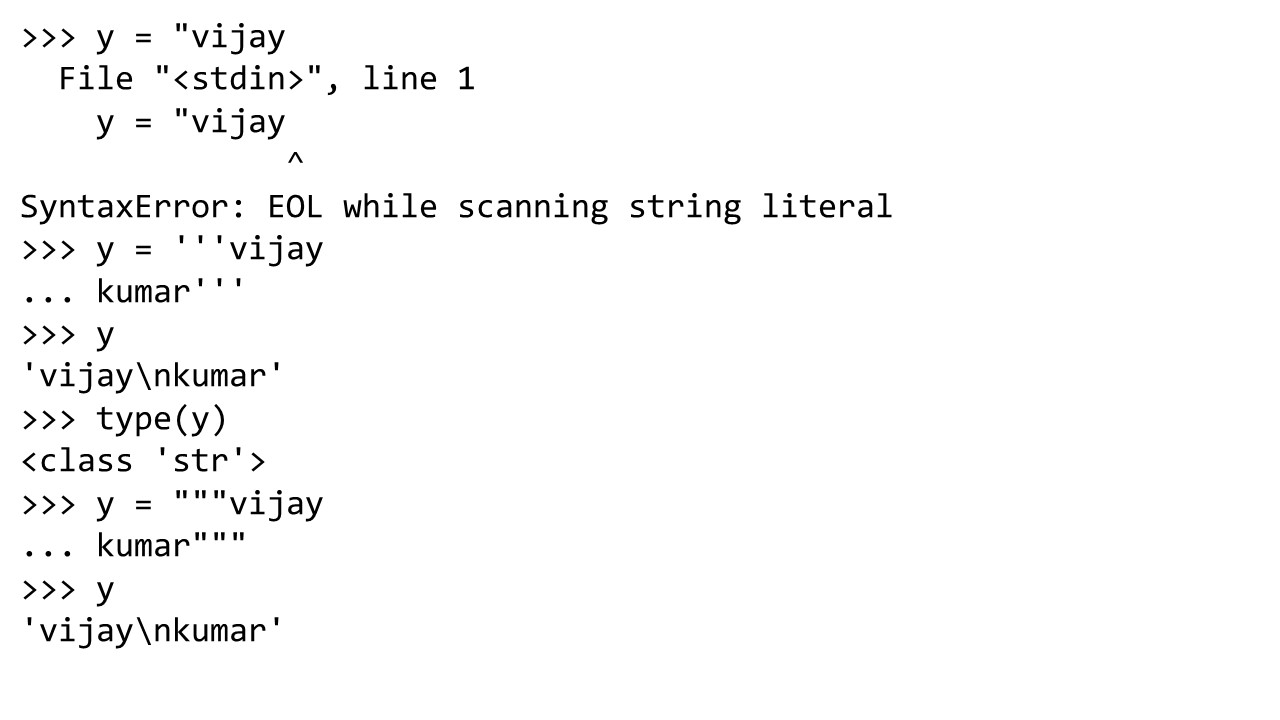 >>> y = "vijay
  File "<stdin>", line 1
    y = "vijay
              ^
SyntaxError: EOL while scanning string literal
>>> y = '''vijay
... kumar'''
>>> y
'vijay\nkumar'
>>> type(y)
<class 'str'>
>>> y = """vijay
... kumar"""
>>> y
'vijay\nkumar'